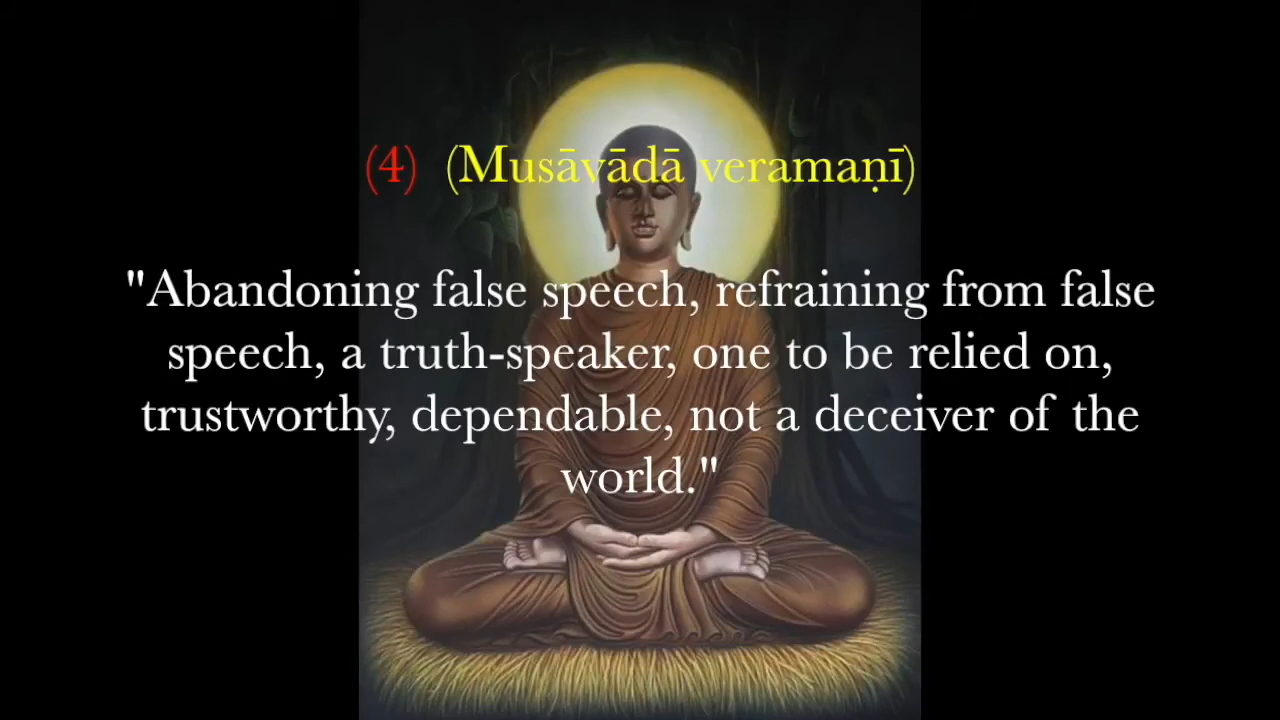 (4) (Musāvādā veramaṇī)
"Abandoning false speech, refraining from false
speech, a truth-speaker, one to be relied on,
trustworthy, dependable, not a deceiver of the
world."